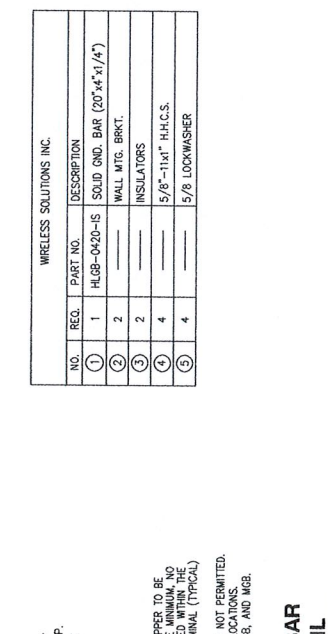 WIRELESS SOLUTIONS INC.
NO. REQ. PART NO. DESCRIPTION
1 1 HLGB-0420-IS SOLID GND. BAR (20"x4"x1/4")
2 2 —— WALL MTG. BRKT.
3 2 —— INSULATORS
4 4 —— 5/8"-11x1" H.H.C.S.
5 4 —— 5/8 LOCKWASHER
P.
PPER TO BE
E MINIMUM, NO
ED WITHIN THE
MINAL (TYPICAL)
NOT PERMITTED.
OCATIONS.
B, AND MGB.
AR
IL